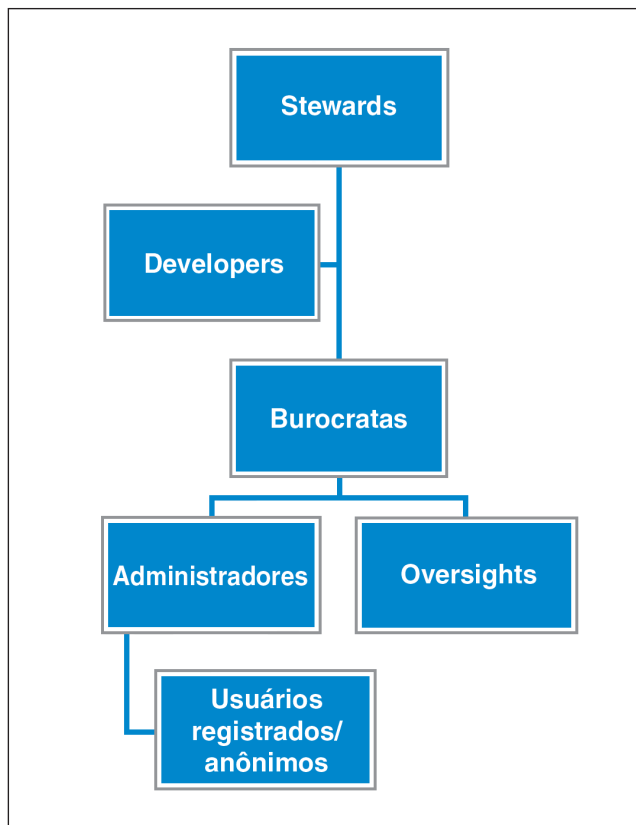 Stewards
Developers
Burocratas
Administradores
Oversights
Usuários
registrados/
anônimos